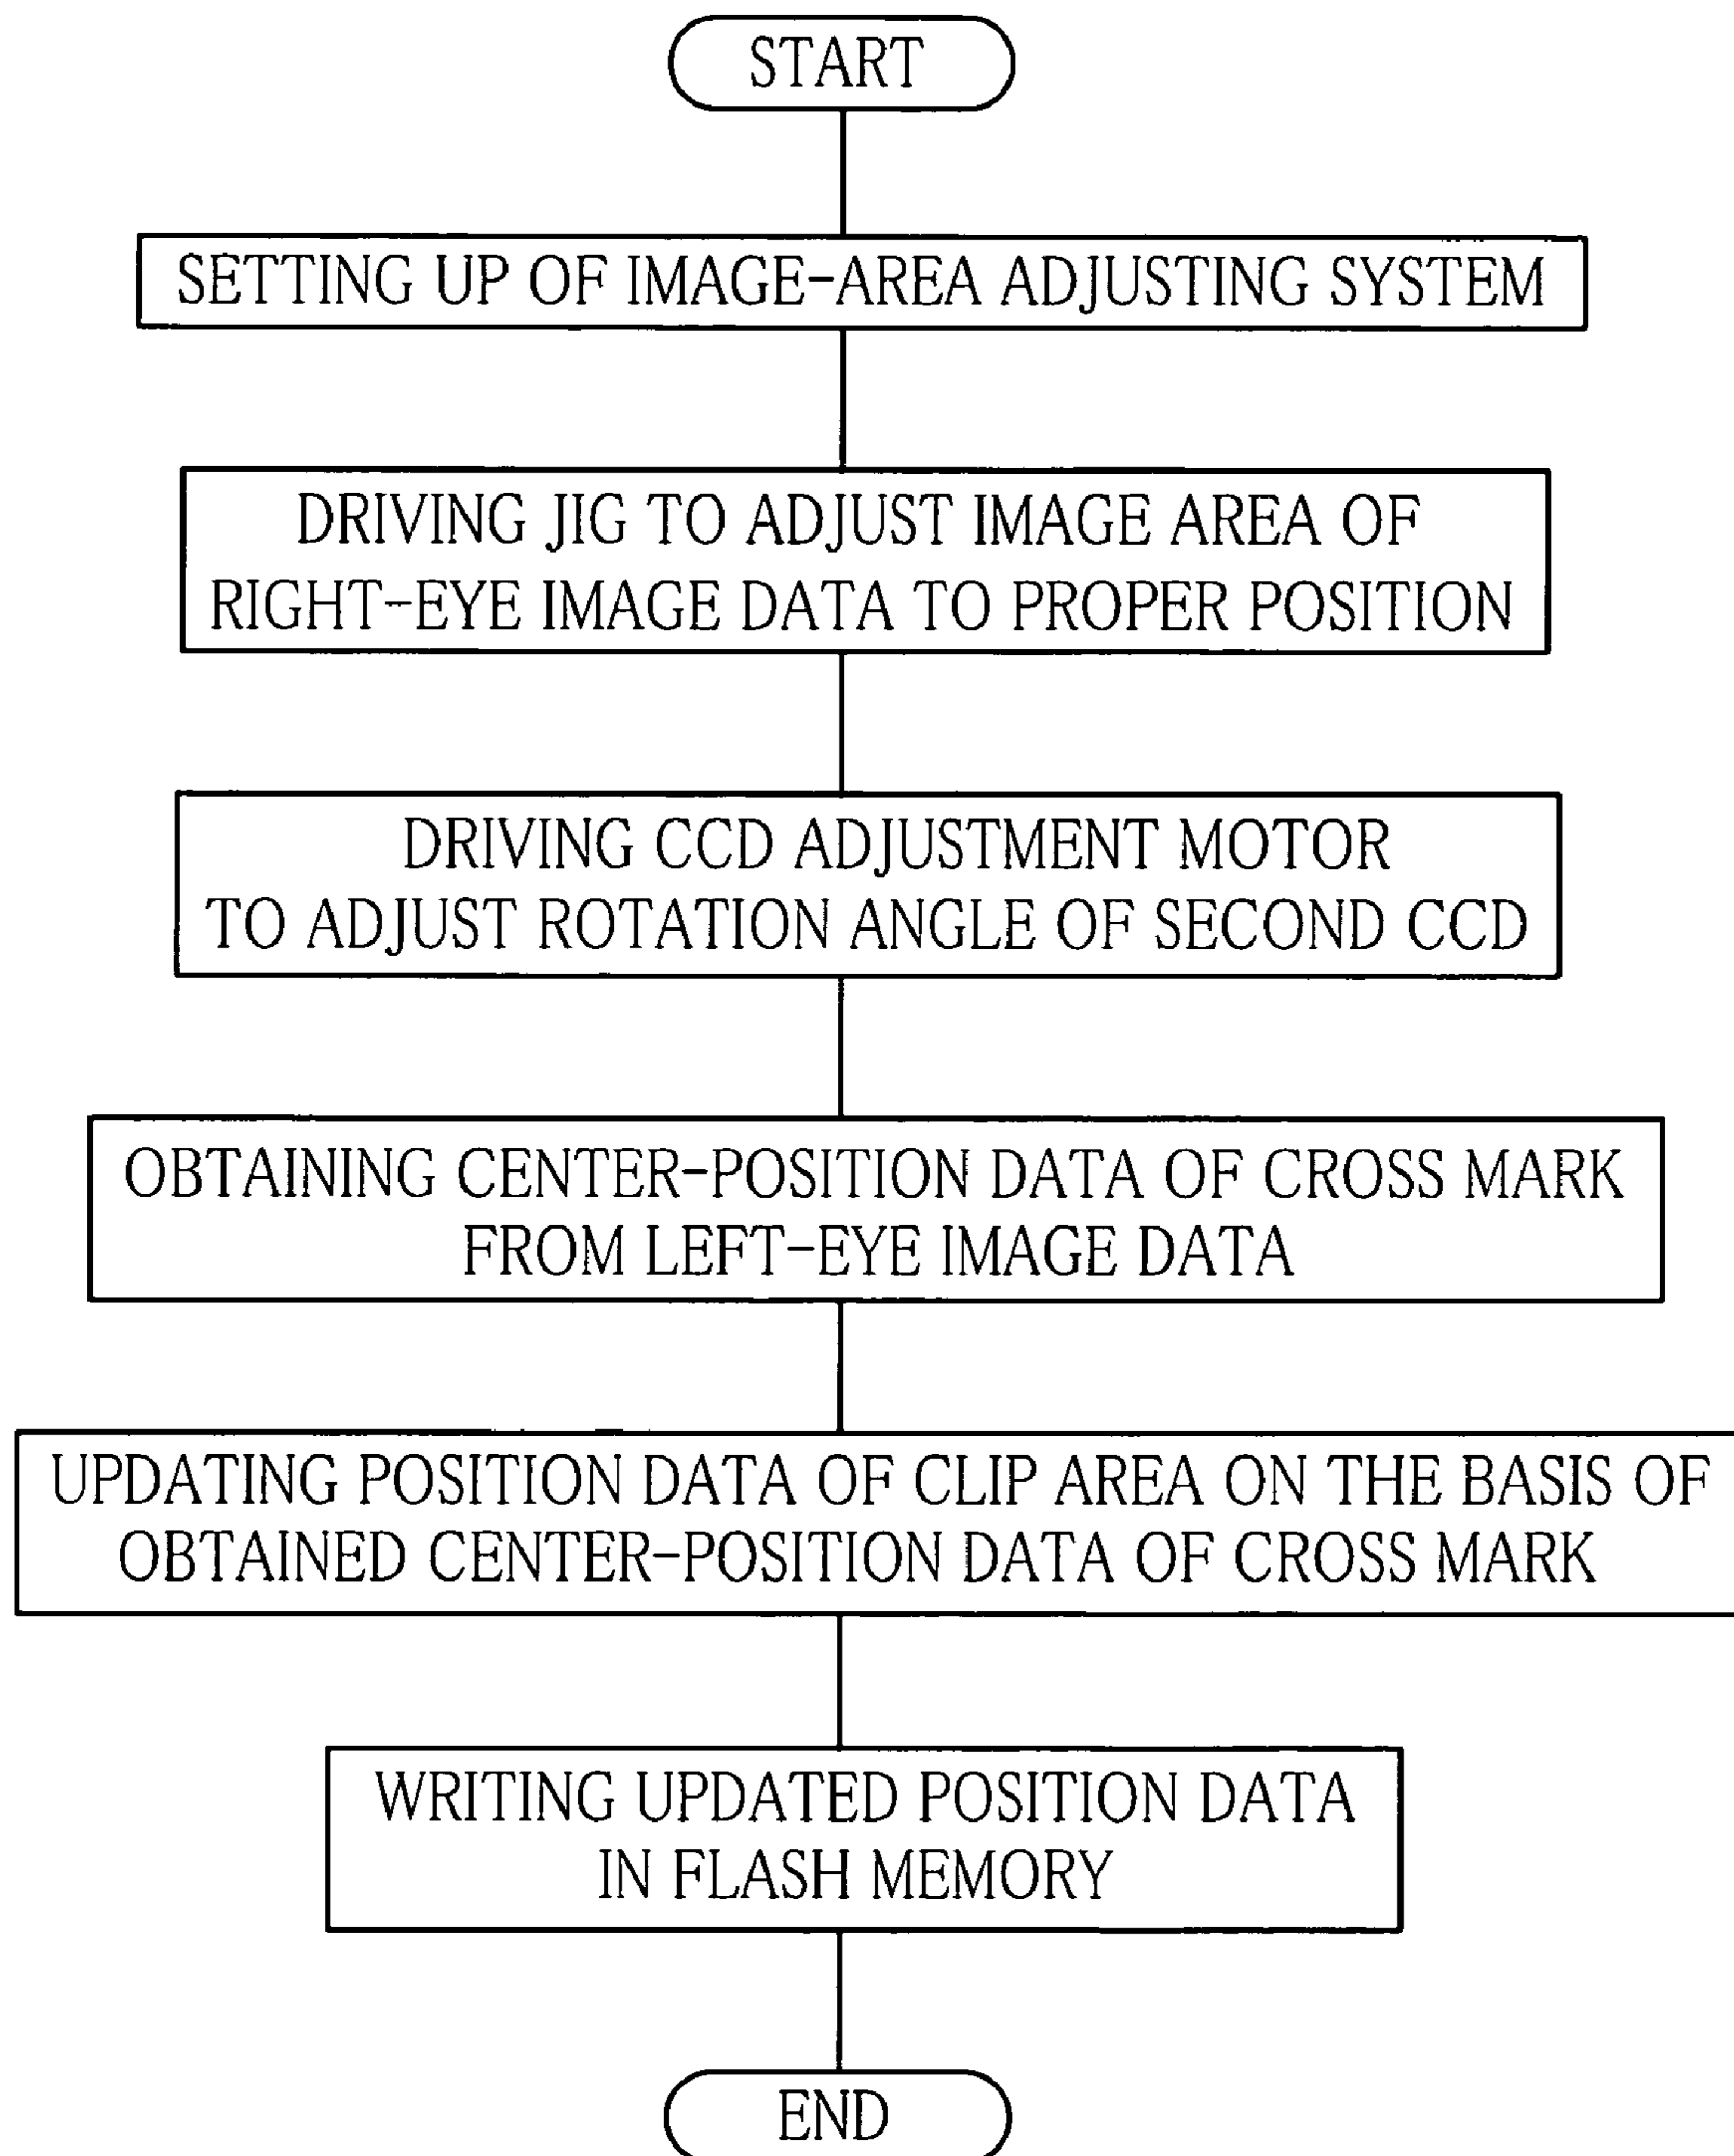 START
SETTING UP OF IMAGE-AREA ADJUSTING SYSTEM
DRIVING JIG TO ADJUST IMAGE AREA OF
RIGHT-EYE IMAGE DATA TO PROPER POSITION
DRIVING CCD ADJUSTMENT MOTOR
TO ADJUST ROTATION ANGLE OF SECOND CCD
OBTAINING CENTER-POSITION DATA OF CROSS MARK
FROM LEFT-EYE IMAGE DATA
UPDATING POSITION DATA OF CLIP AREA ON THE BASIS OF
OBTAINED CENTER-POSITION DATA OF CROSS MARK
WRITING UPDATED POSITION DATA
IN FLASH MEMORY
END